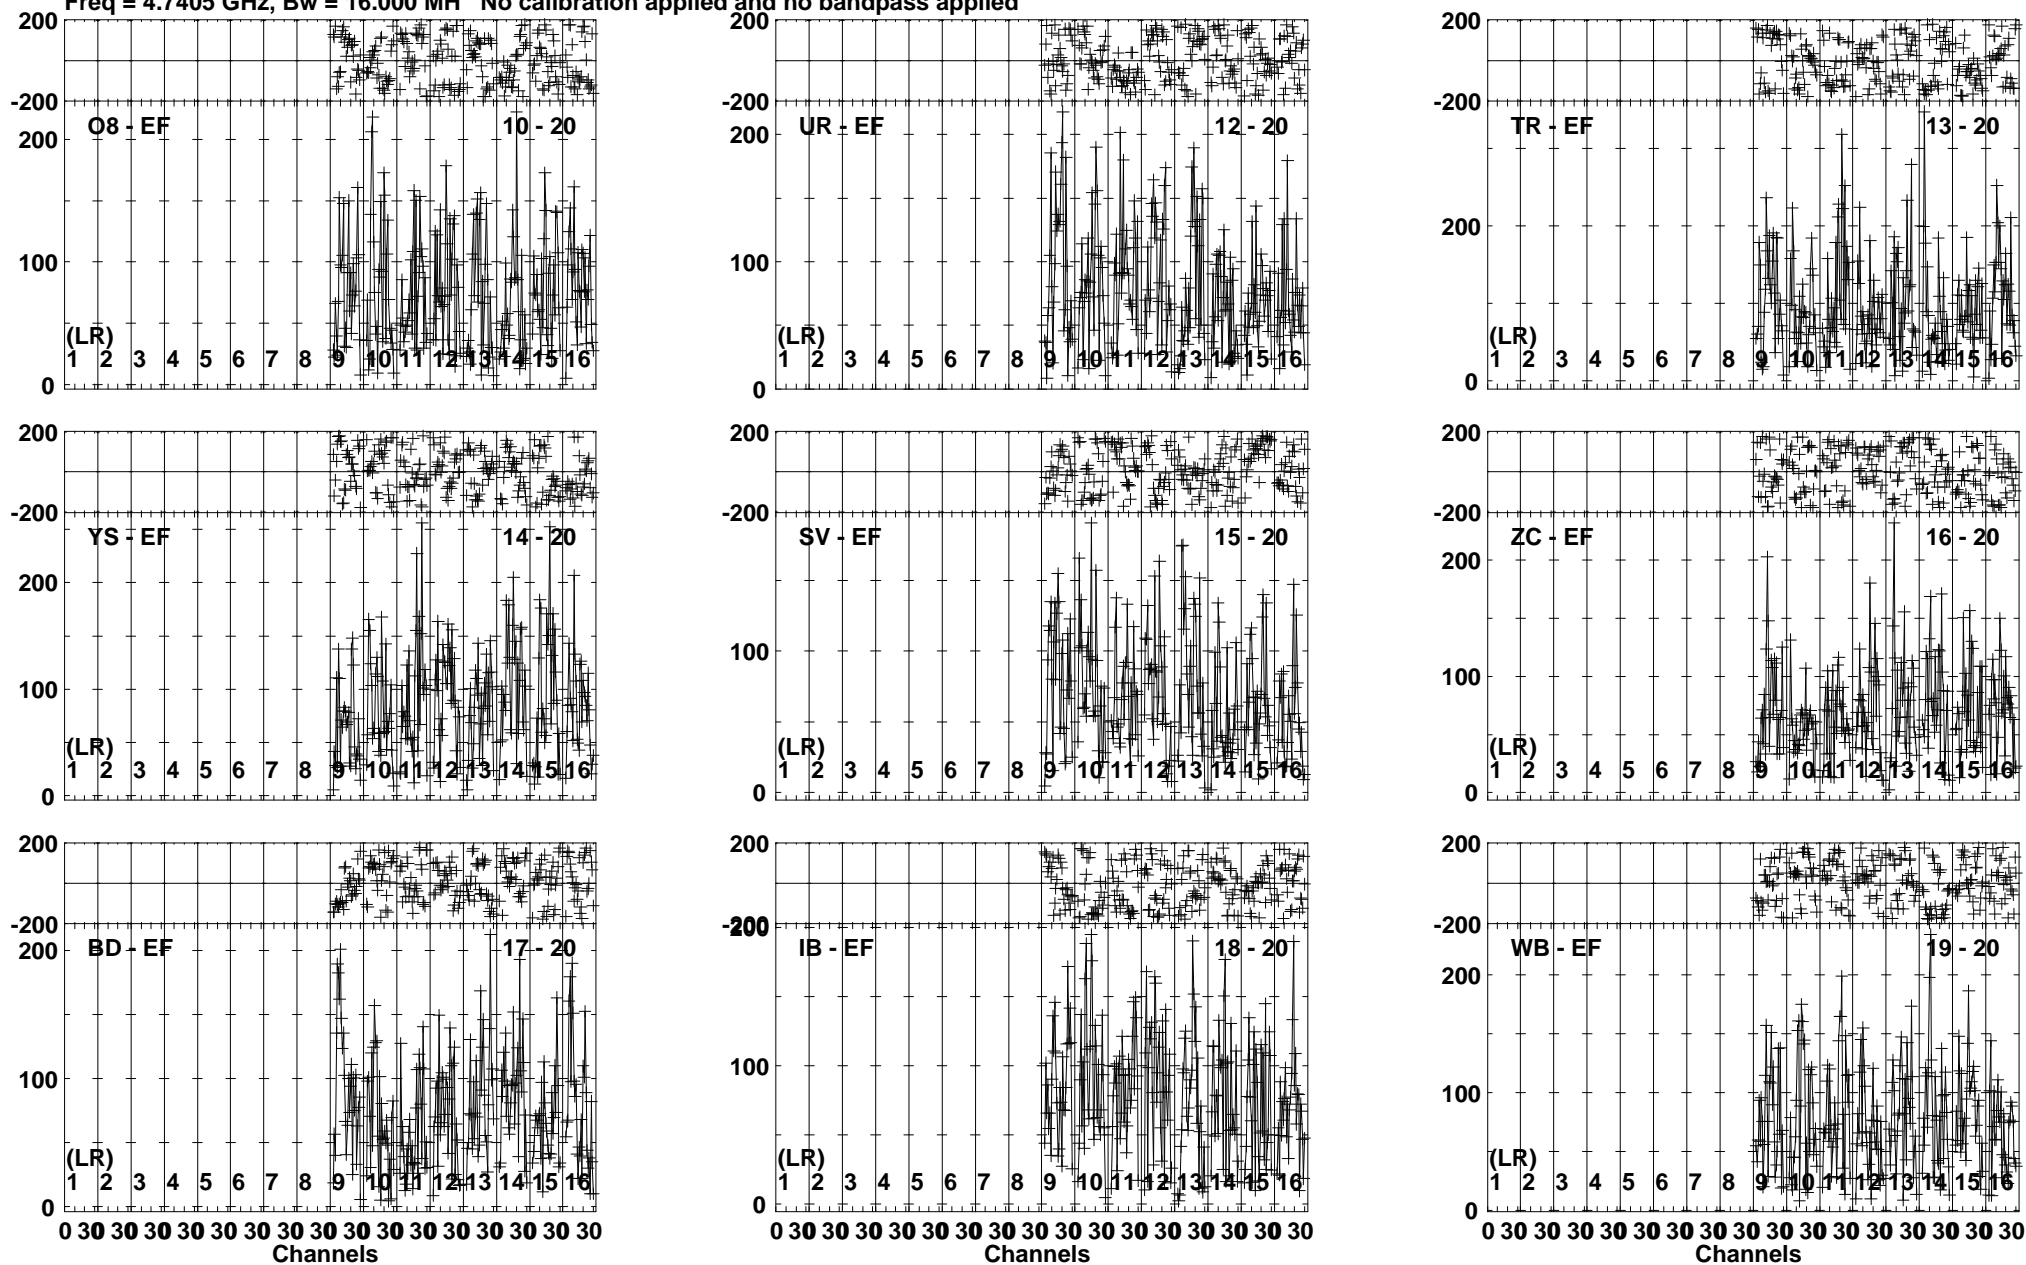 Freq = 4.7405 GHz, Bw = 16.000 MH No calibration applied and no bandpass applied
200 200 200
-200 -200 -200
O8 - EF 10 - 20 UR - EF 12 - 20 TR - EF 13 - 20
200 200
200
100 100
(LR) (LR) (LR)
1 2 3 4 5 6 7 8 9 10 11 12 13 14 15 16 1 2 3 4 5 6 7 8 9 10 11 12 13 14 15 16 1 2 3 4 5 6 7 8 9 10 11 12 13 14 15 16
0 0 0
200 200 200
-200 -200 -200
YS - EF 14 - 20 SV - EF 15 - 20 ZC - EF 16 - 20
200 200
100 100 100
(LR) (LR) (LR)
1 2 3 4 5 6 7 8 9 10 11 12 13 14 15 16 1 2 3 4 5 6 7 8 9 10 11 12 13 14 15 16 1 2 3 4 5 6 7 8 9 10 11 12 13 14 15 16
0 0 0
200 200 200
-200 -200 200 -200
BD - EF 17 - 20 IB - EF 18 - 20 WB - EF 19 - 20
200 200
100 100 100
(LR) (LR) (LR)
1 2 3 4 5 6 7 8 9 10 11 12 13 14 15 16 1 2 3 4 5 6 7 8 9 10 11 12 13 14 15 16 1 2 3 4 5 6 7 8 9 10 11 12 13 14 15 16
0 0 0
0 30 30 30 30 30 30 30 30 30 30 30 30 30 30 30 30 0 30 30 30 30 30 30 30 30 30 30 30 30 30 30 30 30 0 30 30 30 30 30 30 30 30 30 30 30 30 30 30 30 30
Channels Channels Channels